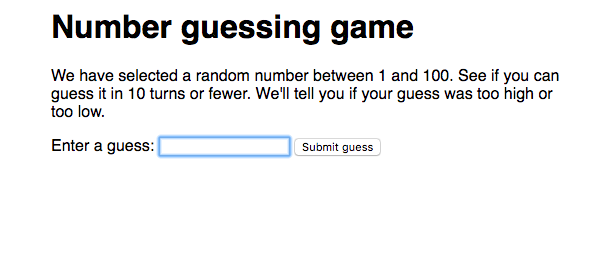 Number guessing game
We have selected a random number between 1 and 100. See if you can
guess it in 10 turns or fewer. We'll tell you if your guess was too high or
too low.
Enter a guess: Submit guess